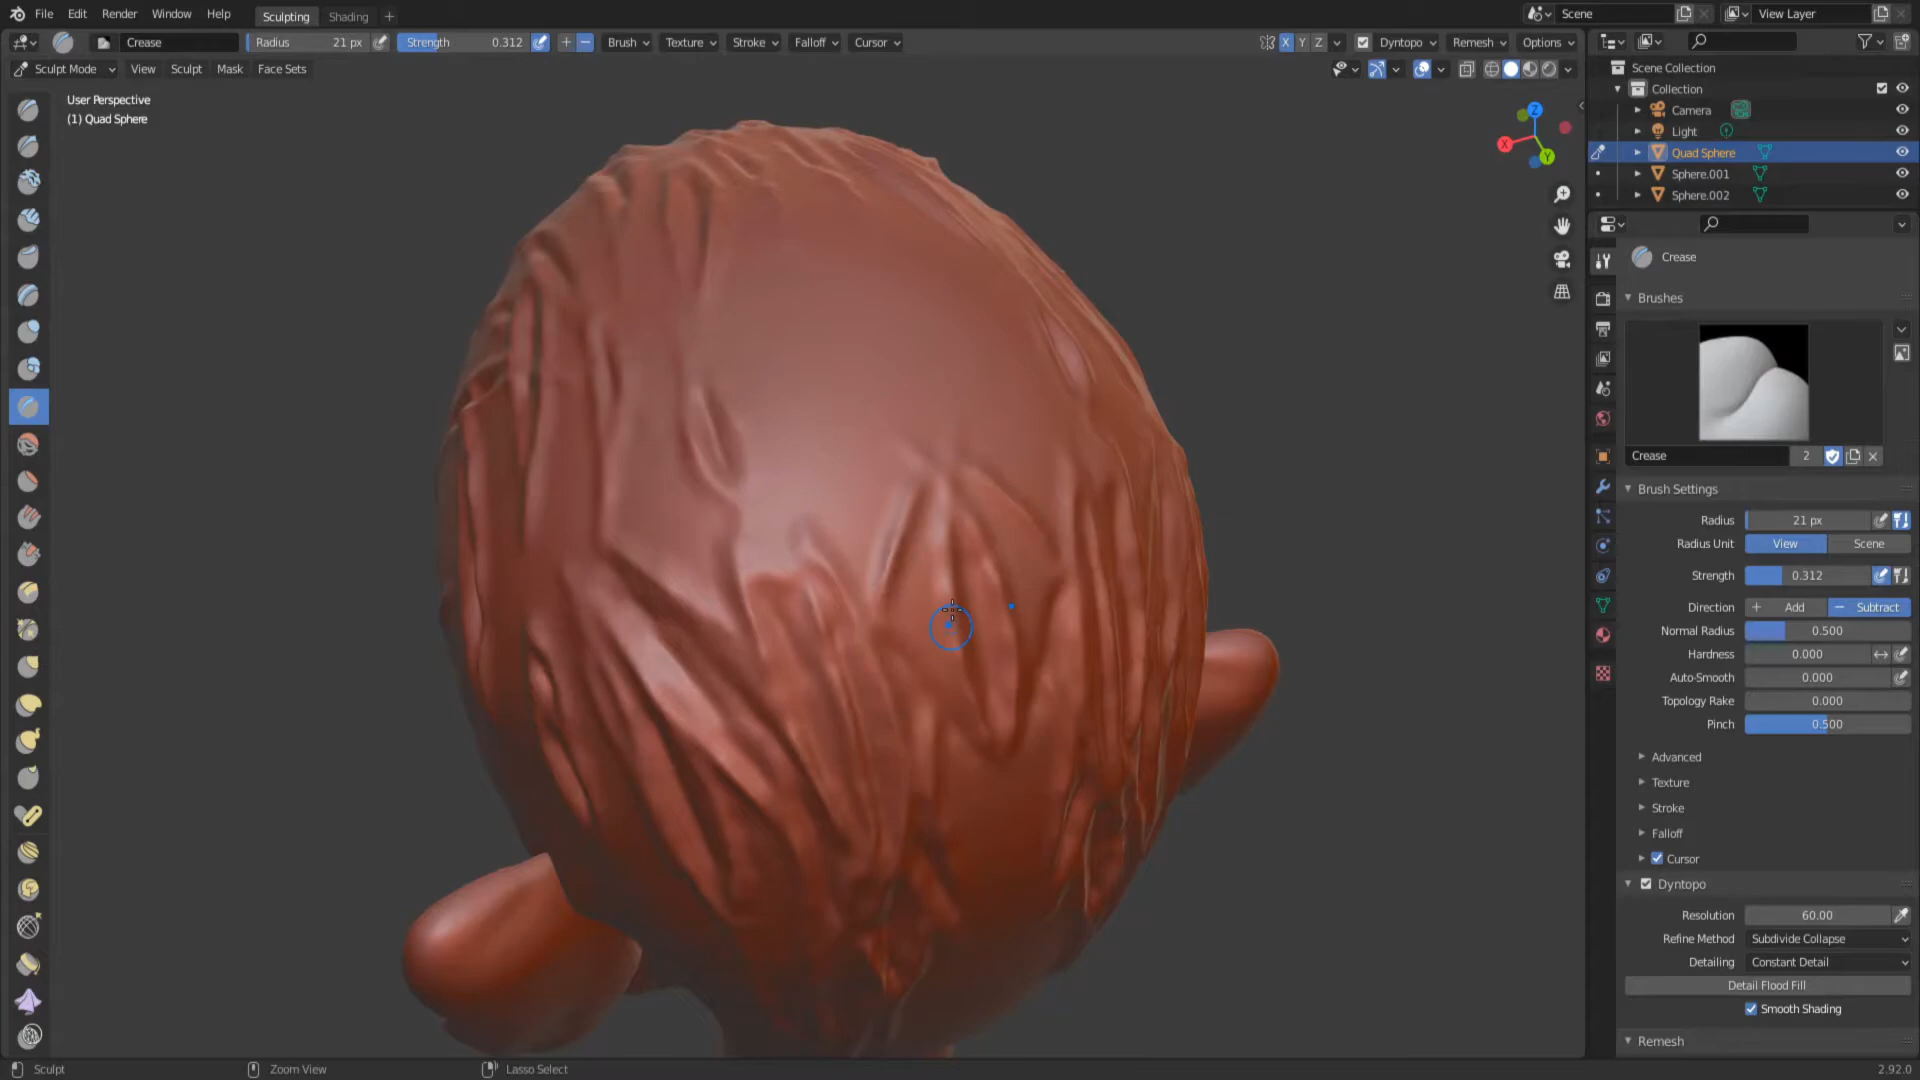 File Edit Render Window Help Sculpting Shading + Scene View Layer
Crease Radius 21 px Strength 0.312 Brush Texture Stroke Falloff Cursor X Y Z Dyntopo Remesh Options
Sculpt Mode View Sculpt Mask Face Sets
User Perspective
(1) Quad Sphere
Z
X
Y
Scene Collection
Collection
Camera
Light
Quad Sphere
Sphere.001
Sphere.002
Crease
Brushes
Crease 2
Brush Settings
Radius 21 px
Radius Unit View Scene
Strength 0.312
Direction + Add − Subtract
Normal Radius 0.500
Hardness 0.000
Auto-Smooth 0.000
Topology Rake 0.000
Pinch 0.500
Advanced
Texture
Stroke
Falloff
Cursor
Dyntopo
Resolution 60.00
Refine Method Subdivide Collapse
Detailing Constant Detail
Detail Flood Fill
Smooth Shading
Remesh
Sculpt Zoom View Lasso Select 2.92.0